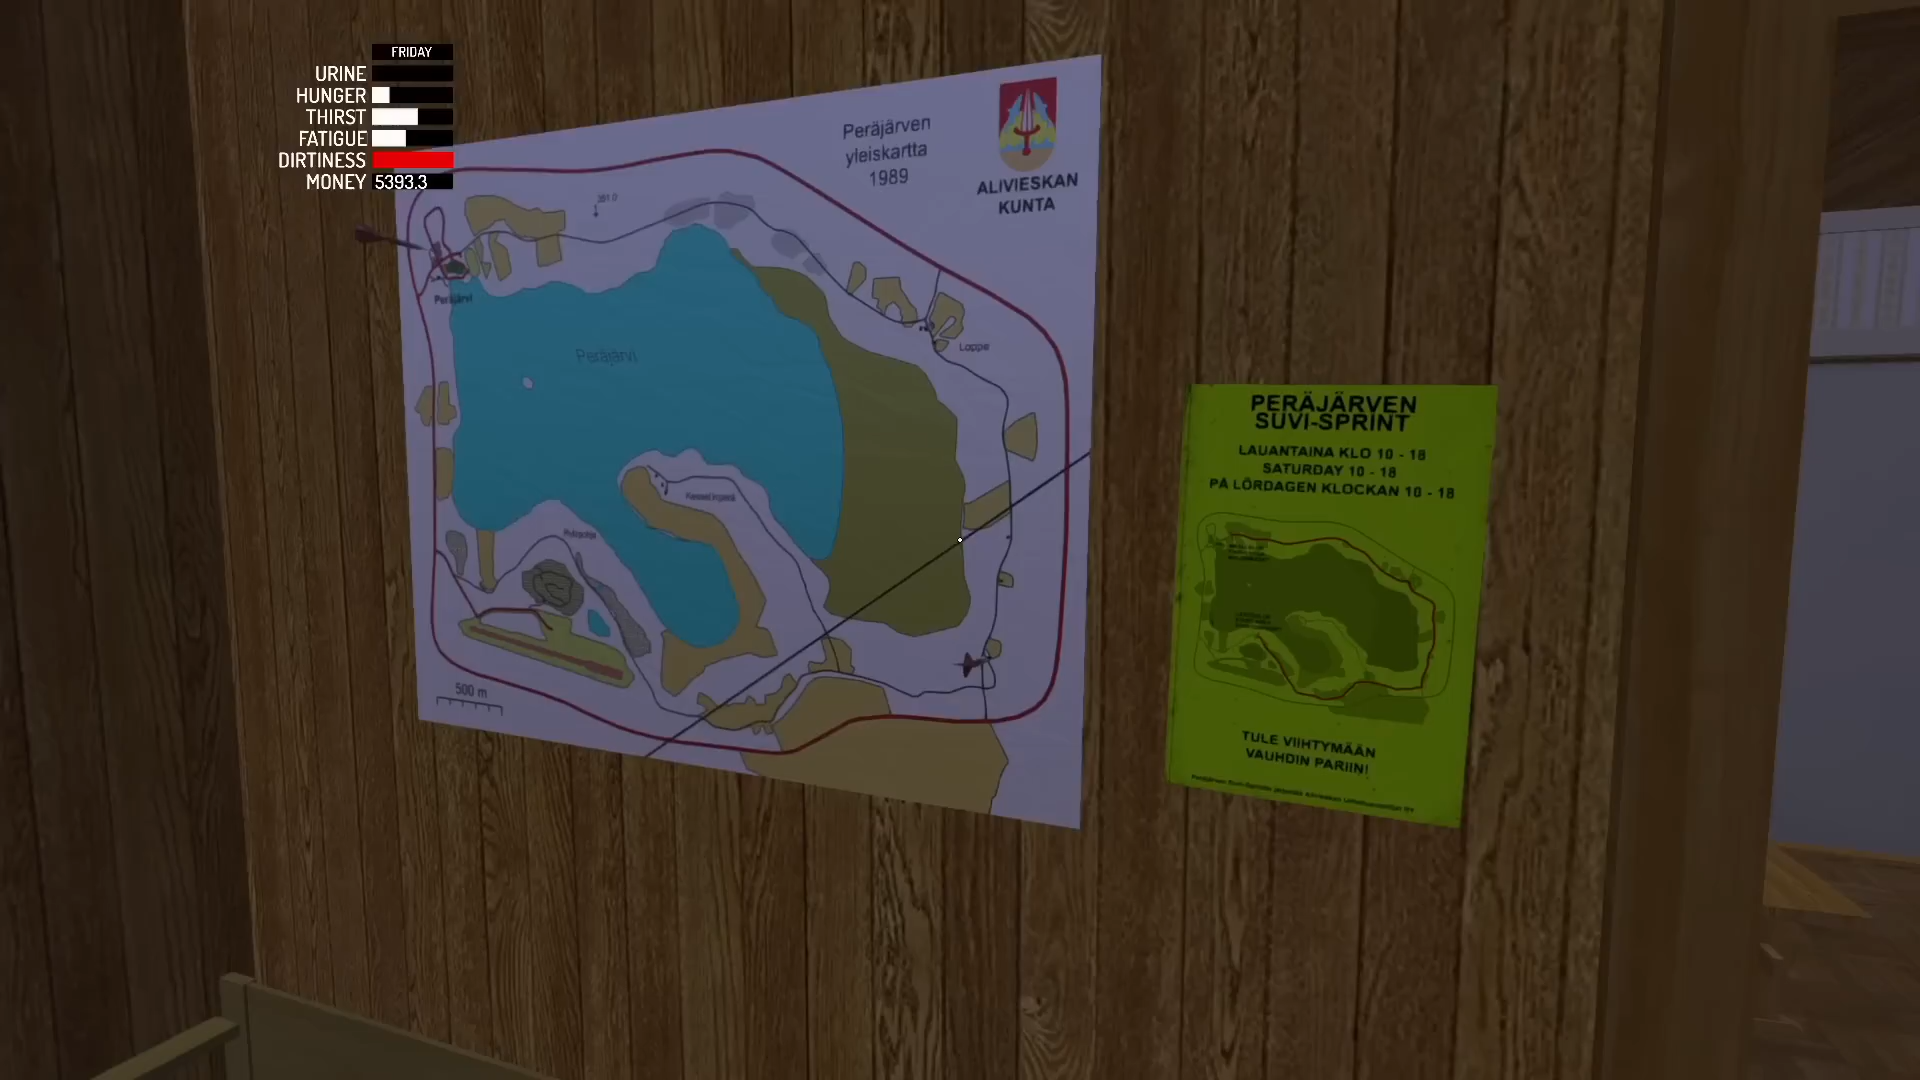 FRIDAY
URINE
HUNGER
THIRST
FATIGUE
DIRTINESS
MONEY 5393.3
Peräjärven
yleiskartta
1989
ALIVIESKAN
KUNTA
Peräjärvi
Peräjärvi
Loppe
500 m
PERÄJÄRVEN
SUVI-SPRINT
LAUANTAINA KLO 10 - 18
SATURDAY 10 - 18
PÅ LÖRDAGEN KLOCKAN 10 - 18
TULE VIIHTYMÄÄN
VAUHDIN PARIIN!